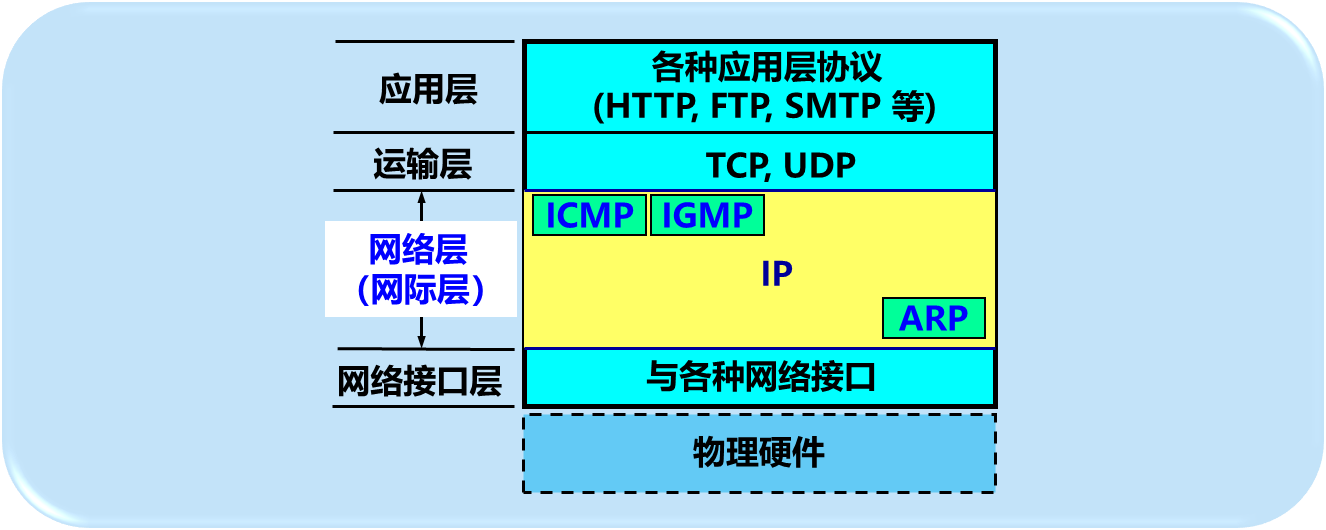 应用层
各种应用层协议
(HTTP, FTP, SMTP 等)
运输层
TCP, UDP
ICMP
IGMP
网络层
（网际层）
IP
ARP
网络接口层
与各种网络接口
物理硬件